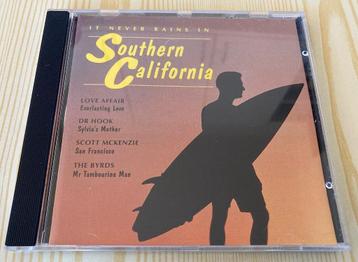 IT NEVER RAINS IN
Southern
California
LOVE AFFAIR
Everlasting Love
DR HOOK
Sylvia's Mother
SCOTT MCKENZIE
San Francisco
THE BYRDS
Mr Tambourine Man